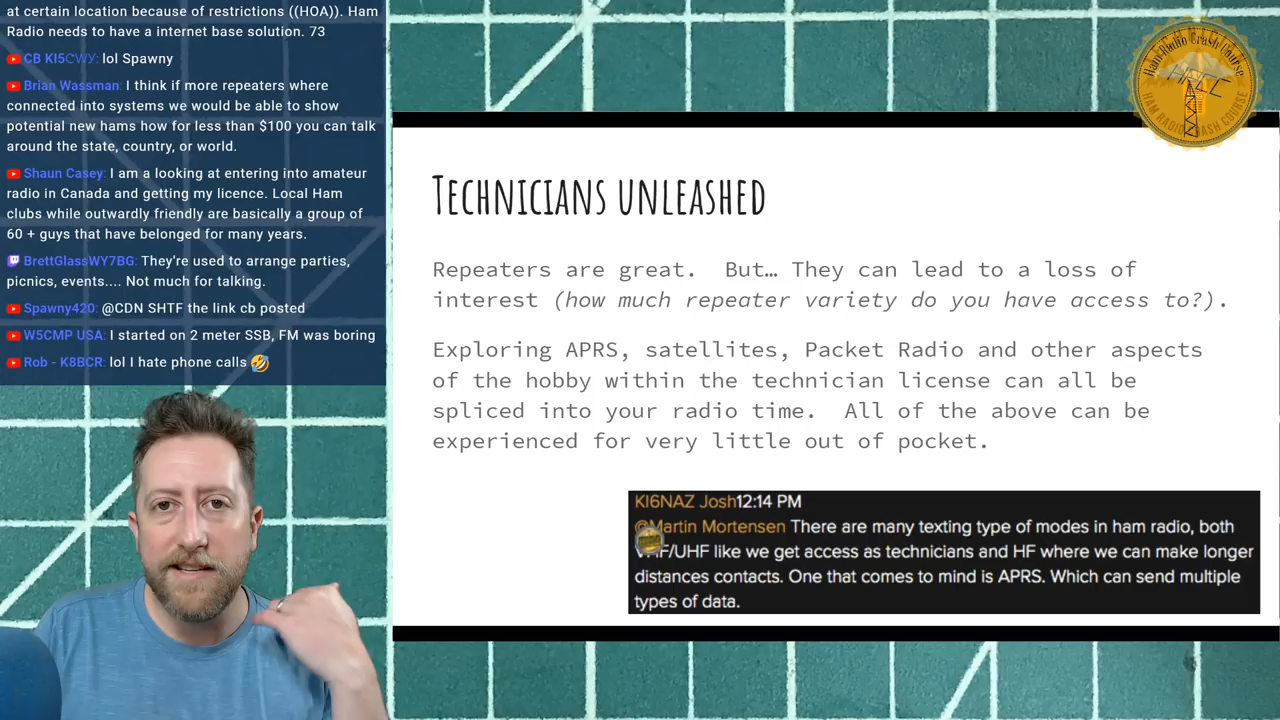 at certain location because of restrictions ((HOA)). Ham
Radio needs to have a internet base solution. 73
CB KI5CWY: lol Spawny
Brian Wassman: I think if more repeaters where
connected into systems we would be able to show
potential new hams how for less than $100 you can talk
around the state, country, or world.
Shaun Casey: I am a looking at entering into amateur
radio in Canada and getting my licence. Local Ham
clubs while outwardly friendly are basically a group of
60 + guys that have belonged for many years.
BrettGlassWY7BG: They're used to arrange parties,
picnics, events.... Not much for talking.
Spawny420: @CDN SHTF the link cb posted
W5CMP USA: I started on 2 meter SSB, FM was boring
Rob - K8BCR: lol I hate phone calls 🤣
Ham Radio Crash Course
HRCC
HAM RADIO CRASH COURSE
Technicians unleashed
Repeaters are great. But… They can lead to a loss of
interest (how much repeater variety do you have access to?).
Exploring APRS, satellites, Packet Radio and other aspects
of the hobby within the technician license can all be
spliced into your radio time. All of the above can be
experienced for very little out of pocket.
KI6NAZ Josh12:14 PM
@Martin Mortensen There are many texting type of modes in ham radio, both
VHF/UHF like we get access as technicians and HF where we can make longer
distances contacts. One that comes to mind is APRS. Which can send multiple
types of data.